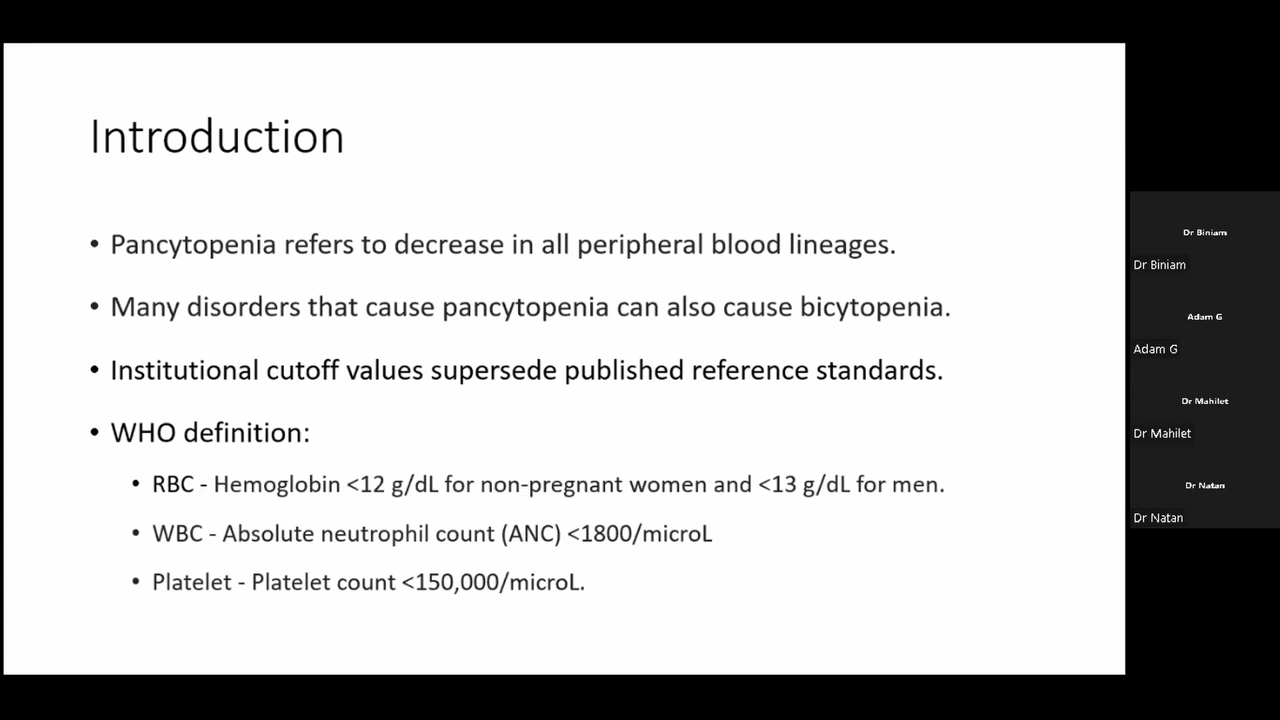 Introduction
• Pancytopenia refers to decrease in all peripheral blood lineages.
• Many disorders that cause pancytopenia can also cause bicytopenia.
• Institutional cutoff values supersede published reference standards.
• WHO definition:
• RBC - Hemoglobin <12 g/dL for non-pregnant women and <13 g/dL for men.
• WBC - Absolute neutrophil count (ANC) <1800/microL
• Platelet - Platelet count <150,000/microL.
Dr Biniam
Dr Biniam
Adam G
Adam G
Dr Mahilet
Dr Mahilet
Dr Natan
Dr Natan